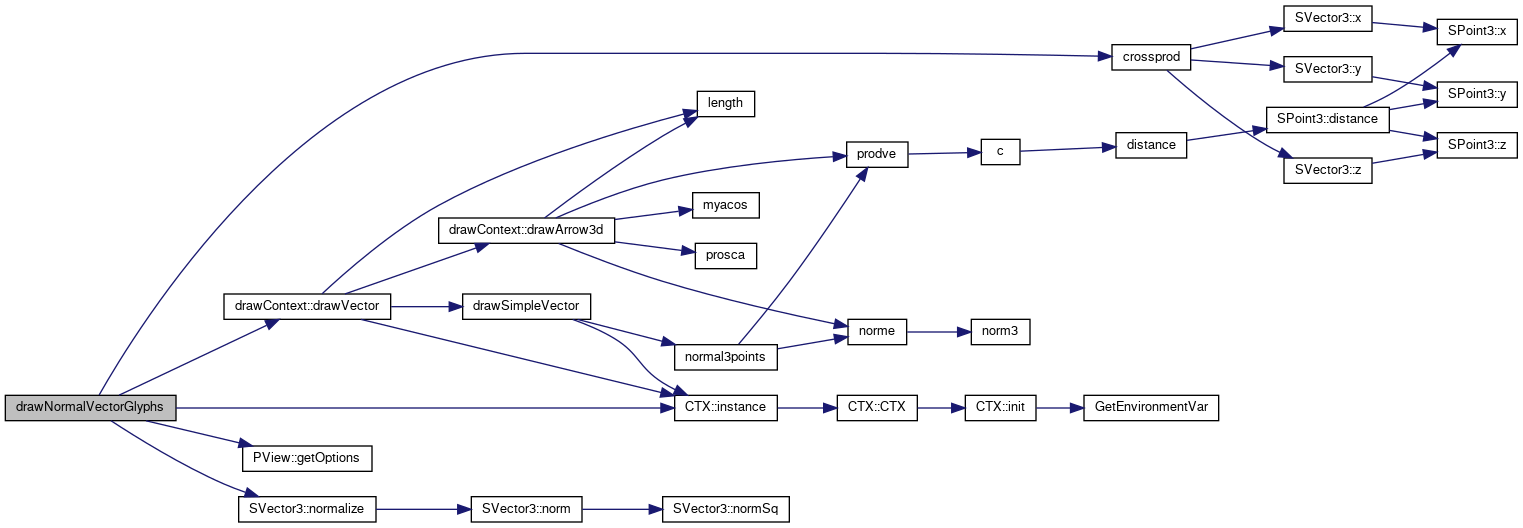 SVector3::x
SPoint3::x
crossprod
SVector3::y
SPoint3::y
length
SPoint3::distance
distance
SPoint3::z
prodve
c
SVector3::z
myacos
drawContext::drawArrow3d
prosca
drawContext::drawVector
drawSimpleVector
norme
norm3
normal3points
drawNormalVectorGlyphs
CTX::instance
CTX::CTX
CTX::init
GetEnvironmentVar
PView::getOptions
SVector3::normalize
SVector3::norm
SVector3::normSq